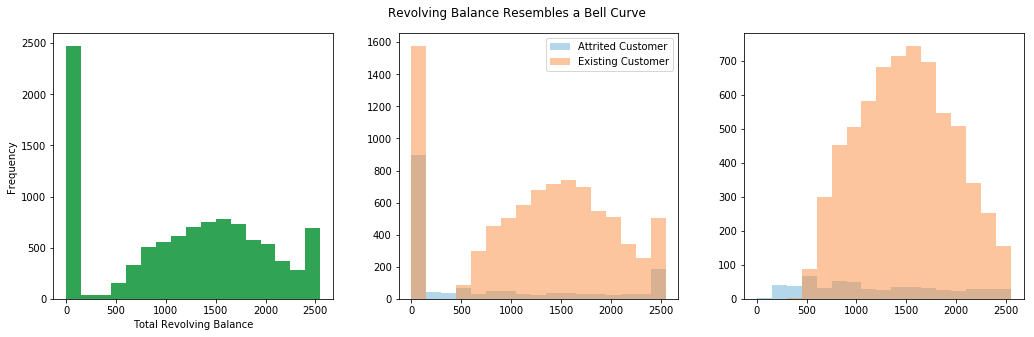 Revolving Balance Resembles a Bell Curve
2500
2000
1500
1000
500
0
Frequency
0 500 1000 1500 2000 2500
Total Revolving Balance
1600
1400
1200
1000
800
600
400
200
0
Attrited Customer
Existing Customer
0 500 1000 1500 2000 2500
700
600
500
400
300
200
100
0
0 500 1000 1500 2000 2500